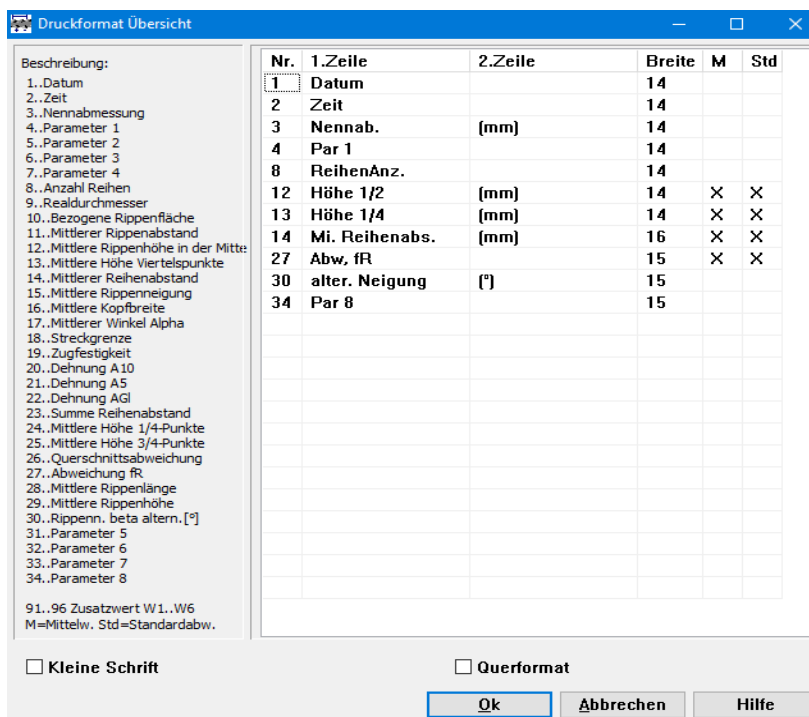 Druckformat Übersicht
Beschreibung:
1..Datum
2..Zeit
3..Nennabmessung
4..Parameter 1
5..Parameter 2
6..Parameter 3
7..Parameter 4
8..Anzahl Reihen
9..Realdurchmesser
10..Bezogene Rippenfläche
11..Mittlerer Rippenabstand
12..Mittlere Rippenhöhe in der Mitte
13..Mittlere Höhe Viertelspunkte
14..Mittlerer Reihenabstand
15..Mittlere Rippenneigung
16..Mittlere Kopfbreite
17..Mittlerer Winkel Alpha
18..Streckgrenze
19..Zugfestigkeit
20..Dehnung A10
21..Dehnung A5
22..Dehnung AGl
23..Summe Reihenabstand
24..Mittlere Höhe 1/4-Punkte
25..Mittlere Höhe 3/4-Punkte
26..Querschnittsabweichung
27..Abweichung fR
28..Mittlere Rippenlänge
29..Mittlere Rippenhöhe
30..Rippenn. beta altern.[°]
31..Parameter 5
32..Parameter 6
33..Parameter 7
34..Parameter 8
91..96 Zusatzwert W1..W6
M=Mittelw. Std=Standardabw.
Nr. 1.Zeile 2.Zeile Breite M Std
1 Datum 14
2 Zeit 14
3 Nennab. (mm) 14
4 Par 1 14
8 ReihenAnz. 14
12 Höhe 1/2 (mm) 14 X X
13 Höhe 1/4 (mm) 14 X X
14 Mi. Reihenabs. (mm) 16 X X
27 Abw, fR 15 X X
30 alter. Neigung (°) 15
34 Par 8 15
Kleine Schrift Querformat
Ok Abbrechen Hilfe